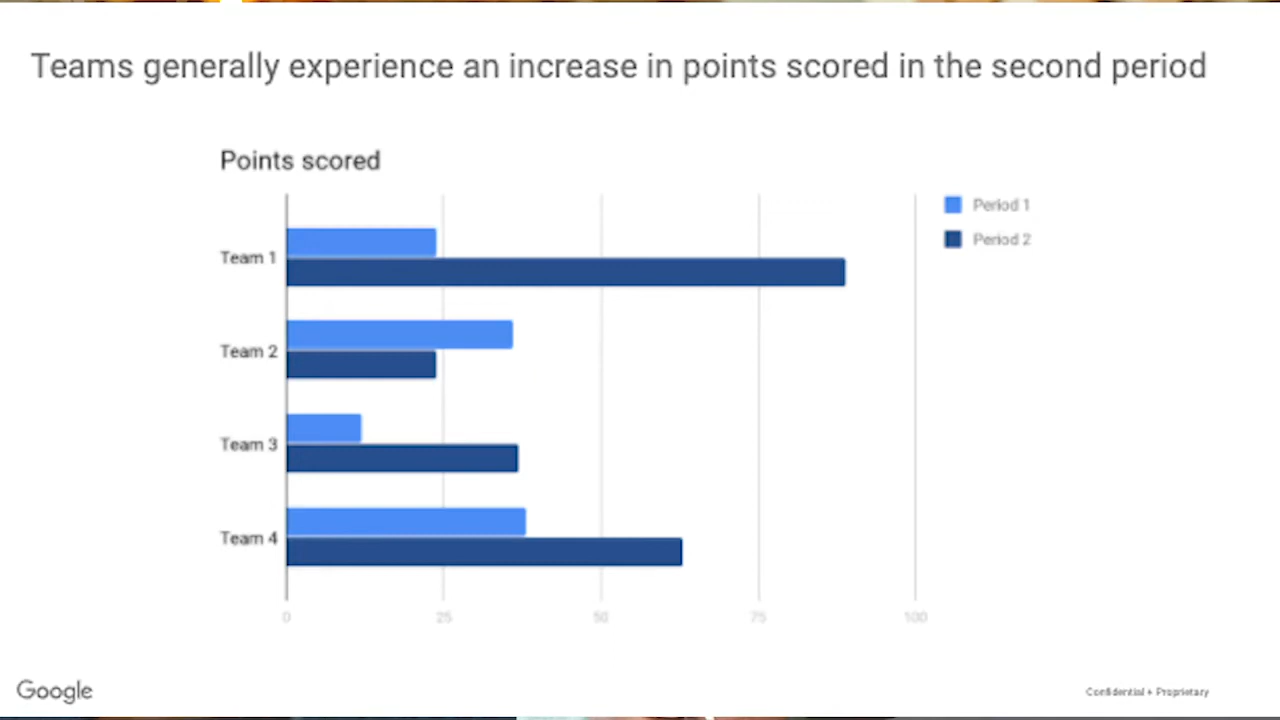 Teams generally experience an increase in points scored in the second period
Points scored
Period 1
Period 2
Team 1
Team 2
Team 3
Team 4
0 25 50 75 100
Google
Confidential + Proprietary